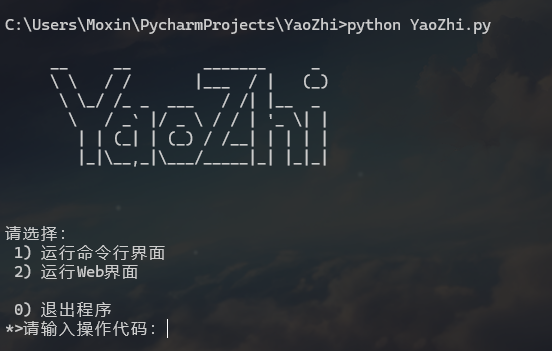 C:\Users\Moxin\PycharmProjects\YaoZhi>python YaoZhi.py
YaoZhi
请选择:
1) 运行命令行界面
2) 运行Web界面
0) 退出程序
*>请输入操作代码: